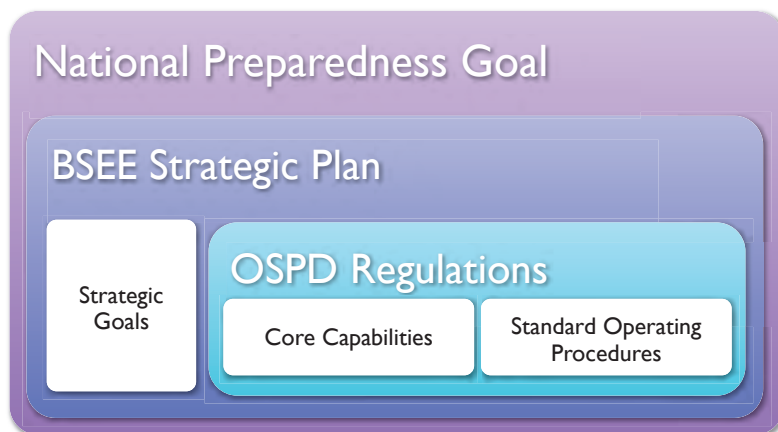 National Preparedness Goal
BSEE Strategic Plan
Strategic
Goals
OSPD Regulations
Core Capabilities
Standard Operating
Procedures